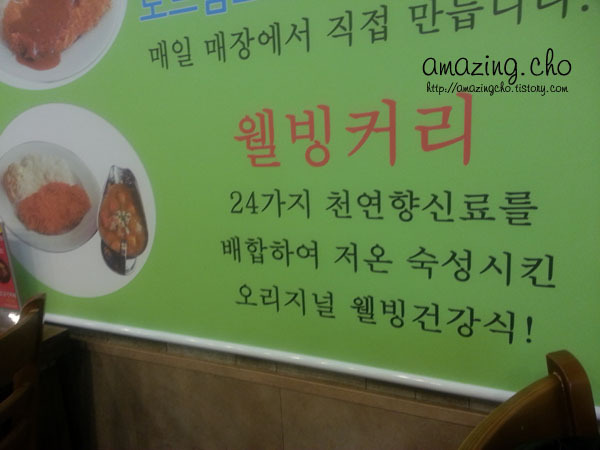 매일 매장에서 직접 만듭니다.
amazing.cho
http://amazingcho.tistory.com
웰빙커리
24가지 천연향신료를
배합하여 저온 숙성시킨
오리지널 웰빙건강식!